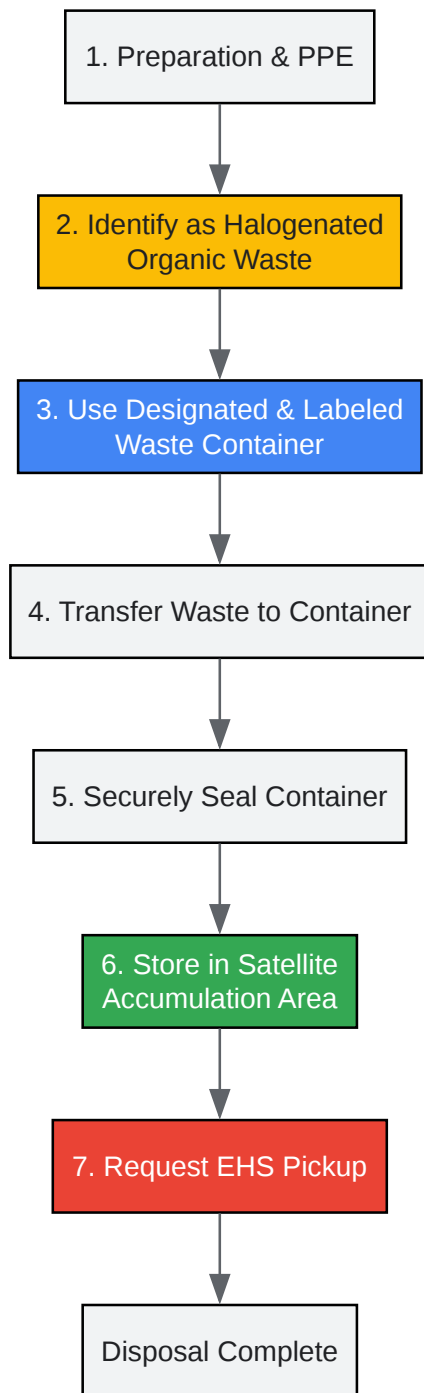 1. Preparation & PPE
2. Identify as Halogenated
Organic Waste
3. Use Designated & Labeled
Waste Container
4. Transfer Waste to Container
5. Securely Seal Container
6. Store in Satellite
Accumulation Area
7. Request EHS Pickup
Disposal Complete